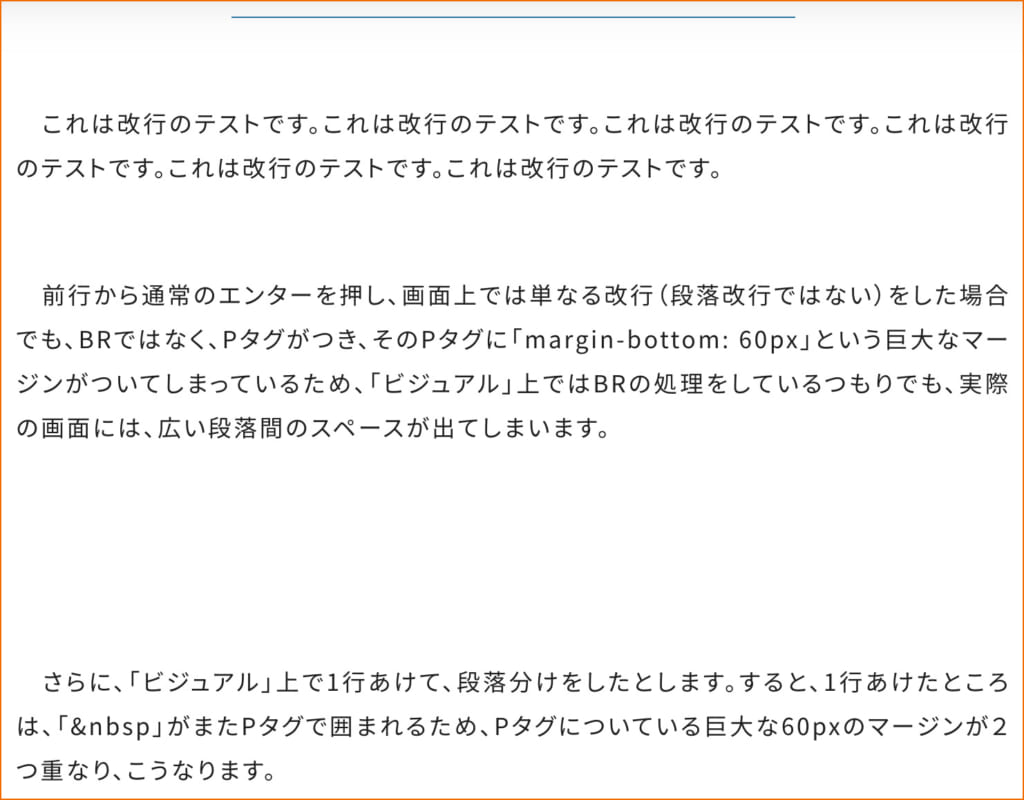 これは改行のテストです。これは改行のテストです。これは改行のテストです。これは改行
のテストです。これは改行のテストです。これは改行のテストです。
　前行から通常のエンターを押し、画面上では単なる改行（段落改行ではない）をした場合
でも、BRではなく、Pタグがつき、そのPタグに「margin-bottom: 60px」という巨大なマー
ジンがついてしまっているため、「ビジュアル」上ではBRの処理をしているつもりでも、実際
の画面には、広い段落間のスペースが出てしまいます。
　さらに、「ビジュアル」上で1行あけて、段落分けをしたとします。すると、1行あけたところ
は、「&nbsp」がまたPタグで囲まれるため、Pタグについている巨大な60pxのマージンが２
つ重なり、こうなります。